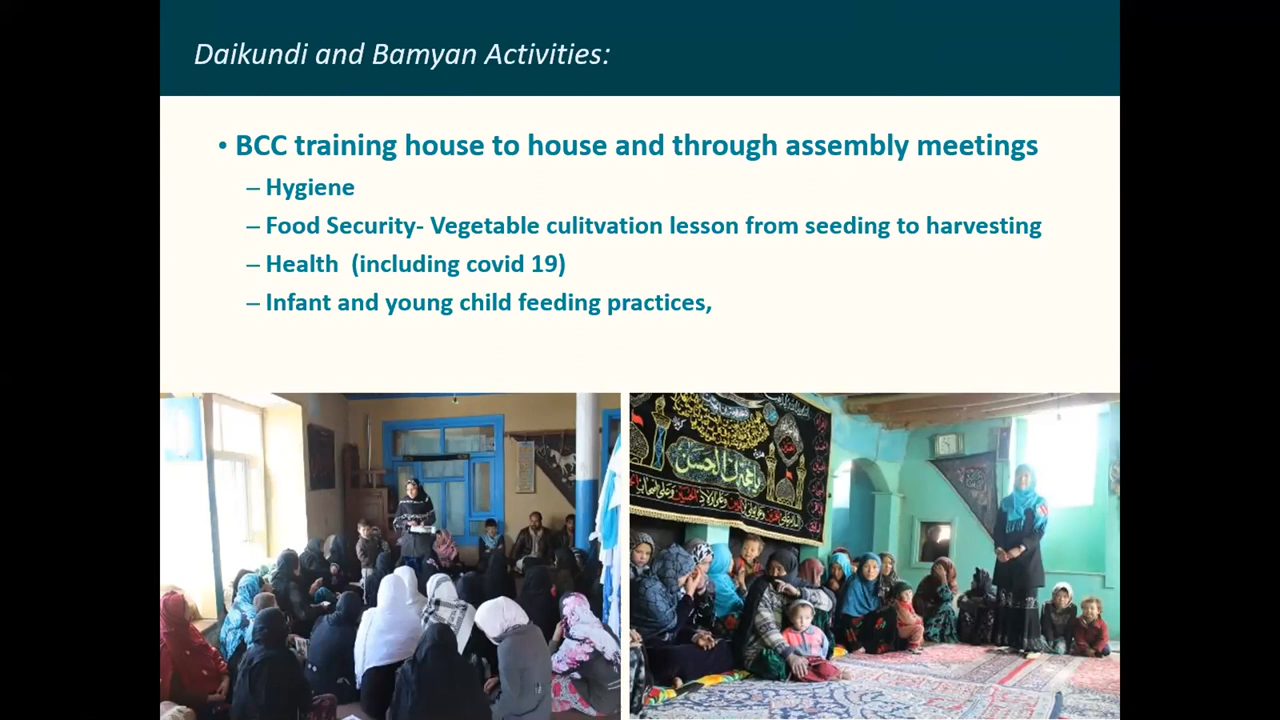 Daikundi and Bamyan Activities:
• BCC training house to house and through assembly meetings
– Hygiene
– Food Security- Vegetable culitvation lesson from seeding to harvesting
– Health (including covid 19)
– Infant and young child feeding practices,